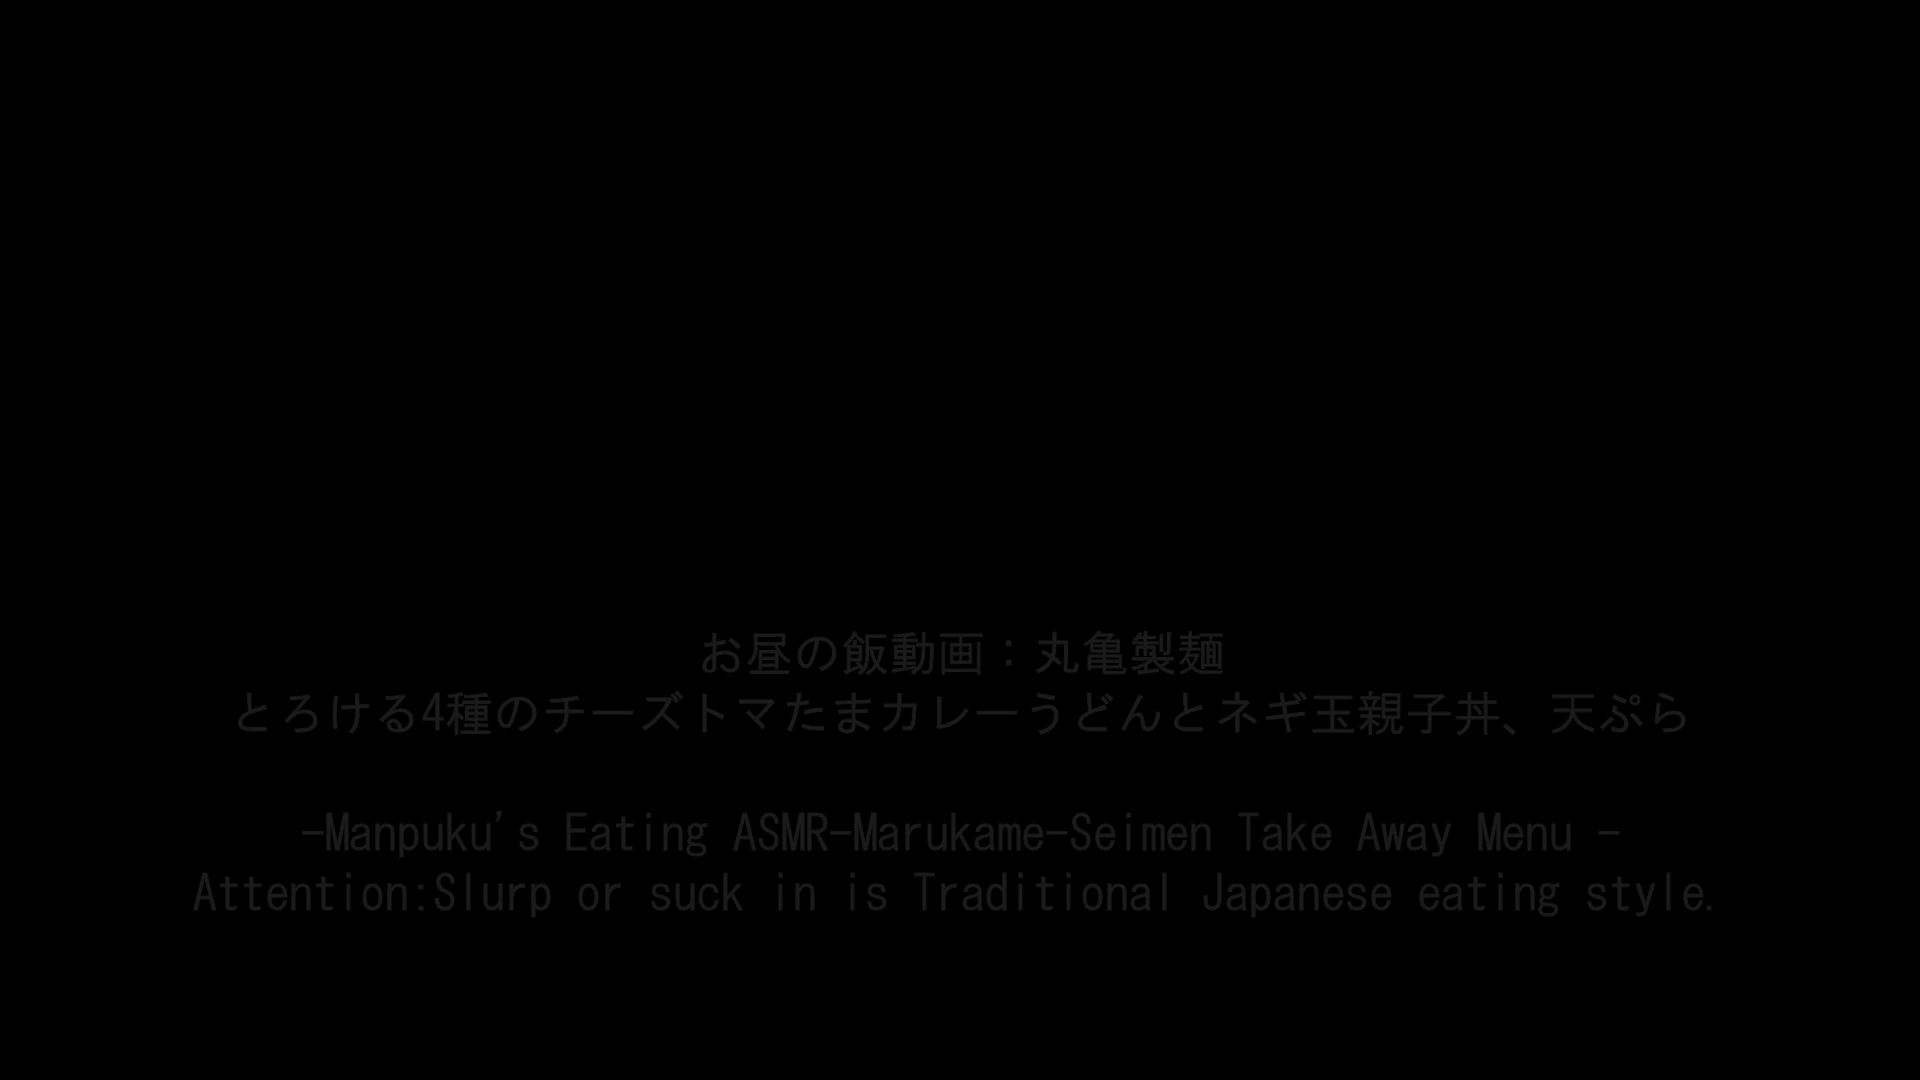 お昼の飯動画：丸亀製麺
とろける4種のチーズトマたまカレーうどんとネギ玉親子丼、天ぷら
-Manpuku's Eating ASMR-Marukame-Seimen Take Away Menu -
Attention:Slurp or suck in is Traditional Japanese eating style.